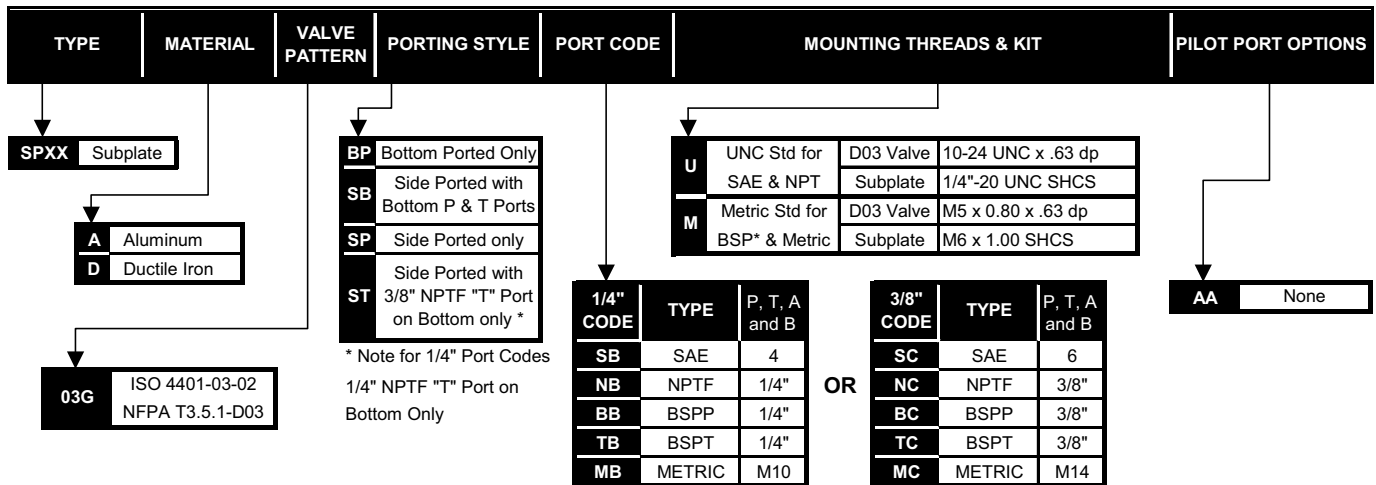 TYPE MATERIAL VALVE PATTERN PORTING STYLE PORT CODE MOUNTING THREADS & KIT PILOT PORT OPTIONS
SPXX Subplate
A Aluminum
D Ductile Iron
03G ISO 4401-03-02
NFPA T3.5.1-D03
BP Bottom Ported Only
SB Side Ported with
Bottom P & T Ports
SP Side Ported only
ST Side Ported with
3/8" NPTF "T" Port
on Bottom only *
* Note for 1/4" Port Codes
1/4" NPTF "T" Port on
Bottom Only
U UNC Std for D03 Valve 10-24 UNC x .63 dp
SAE & NPT Subplate 1/4"-20 UNC SHCS
M Metric Std for D03 Valve M5 x 0.80 x .63 dp
BSP* & Metric Subplate M6 x 1.00 SHCS
1/4" CODE TYPE P, T, A and B
SB SAE 4
NB NPTF 1/4"
BB BSPP 1/4"
TB BSPT 1/4"
MB METRIC M10
OR
3/8" CODE TYPE P, T, A and B
SC SAE 6
NC NPTF 3/8"
BC BSPP 3/8"
TC BSPT 3/8"
MC METRIC M14
AA None